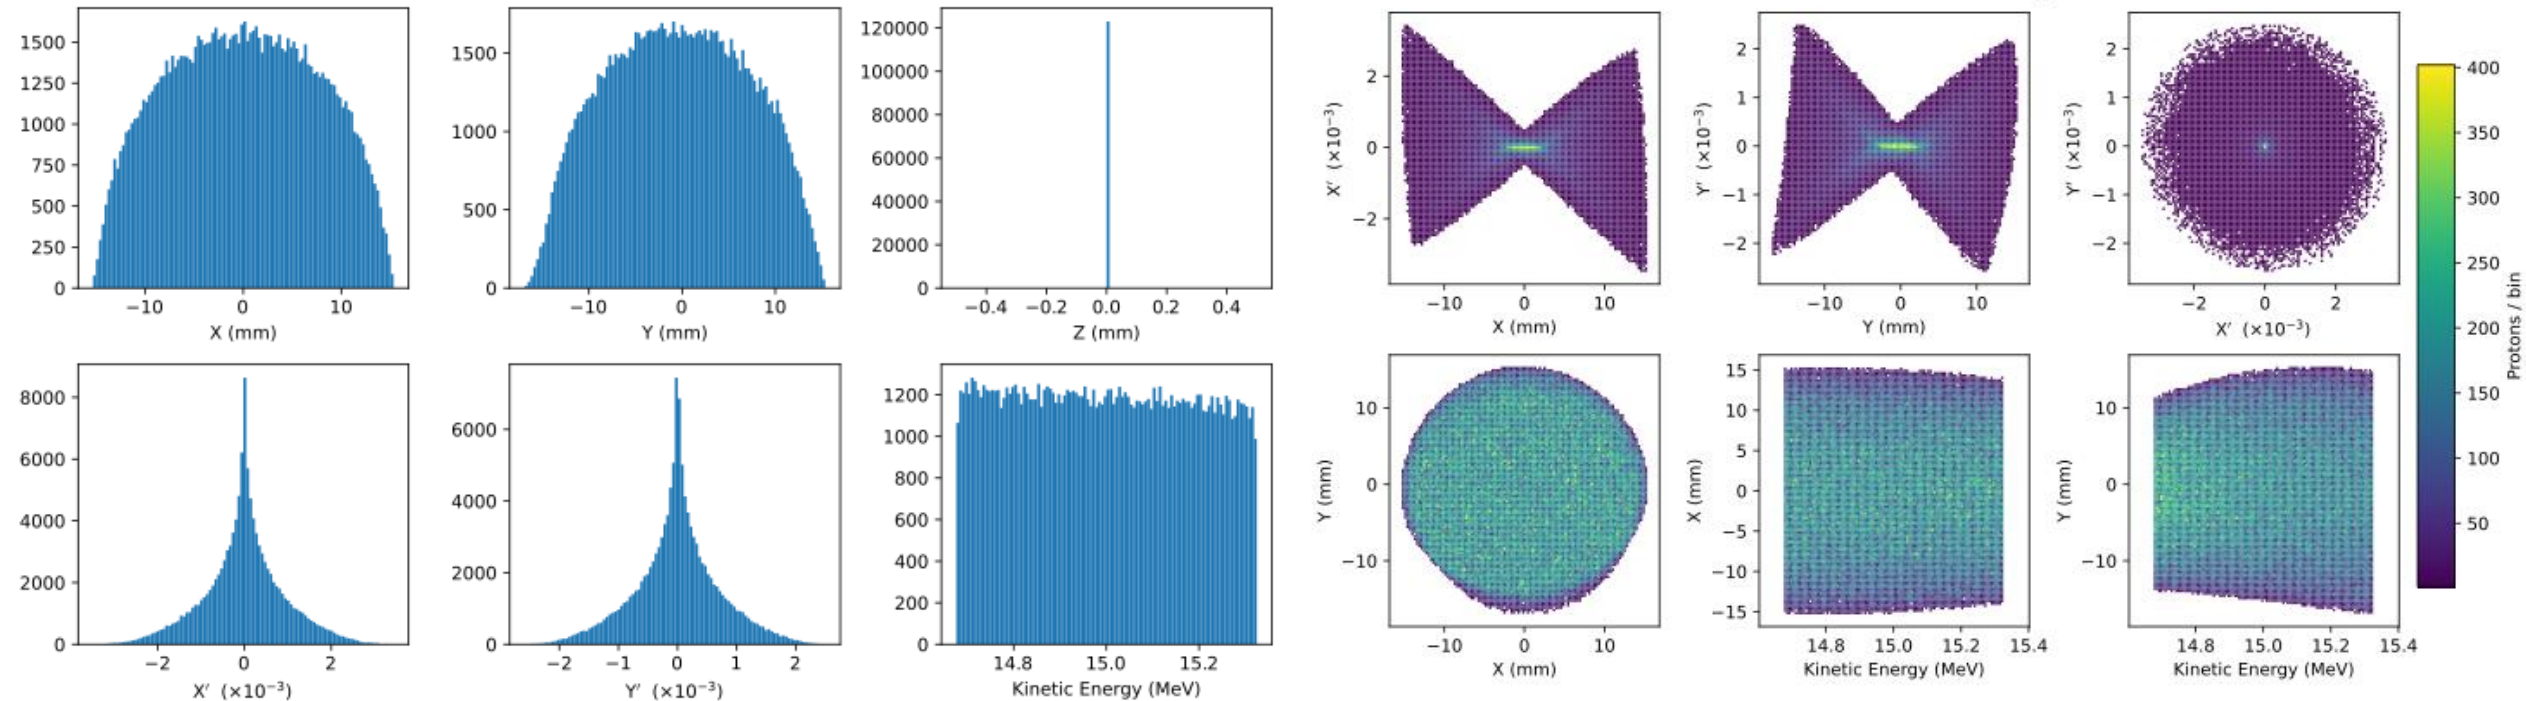 1500
1250
1000
750
500
250
0
−10 0 10
X (mm)
1500
1000
500
0
−10 0 10
Y (mm)
120000
100000
80000
60000
40000
20000
0
−0.4 −0.2 0.0 0.2 0.4
Z (mm)
2
0
−2
X′ (×10⁻³)
−10 0 10
X (mm)
2
1
0
−1
−2
Y′ (×10⁻³)
−10 0 10
Y (mm)
2
1
0
−1
−2
Y′ (×10⁻³)
−2 0 2
X′ (×10⁻³)
400
350
300
250
200
150
100
50
Protons / bin
8000
6000
4000
2000
0
−2 0 2
X′ (×10⁻³)
6000
4000
2000
0
−2 −1 0 1 2
Y′ (×10⁻³)
1200
1000
800
600
400
200
0
14.8 15.0 15.2
Kinetic Energy (MeV)
10
0
−10
Y (mm)
−10 0 10
X (mm)
15
10
5
0
−5
−10
−15
X (mm)
14.8 15.0 15.2 15.4
Kinetic Energy (MeV)
10
0
−10
Y (mm)
14.8 15.0 15.2 15.4
Kinetic Energy (MeV)